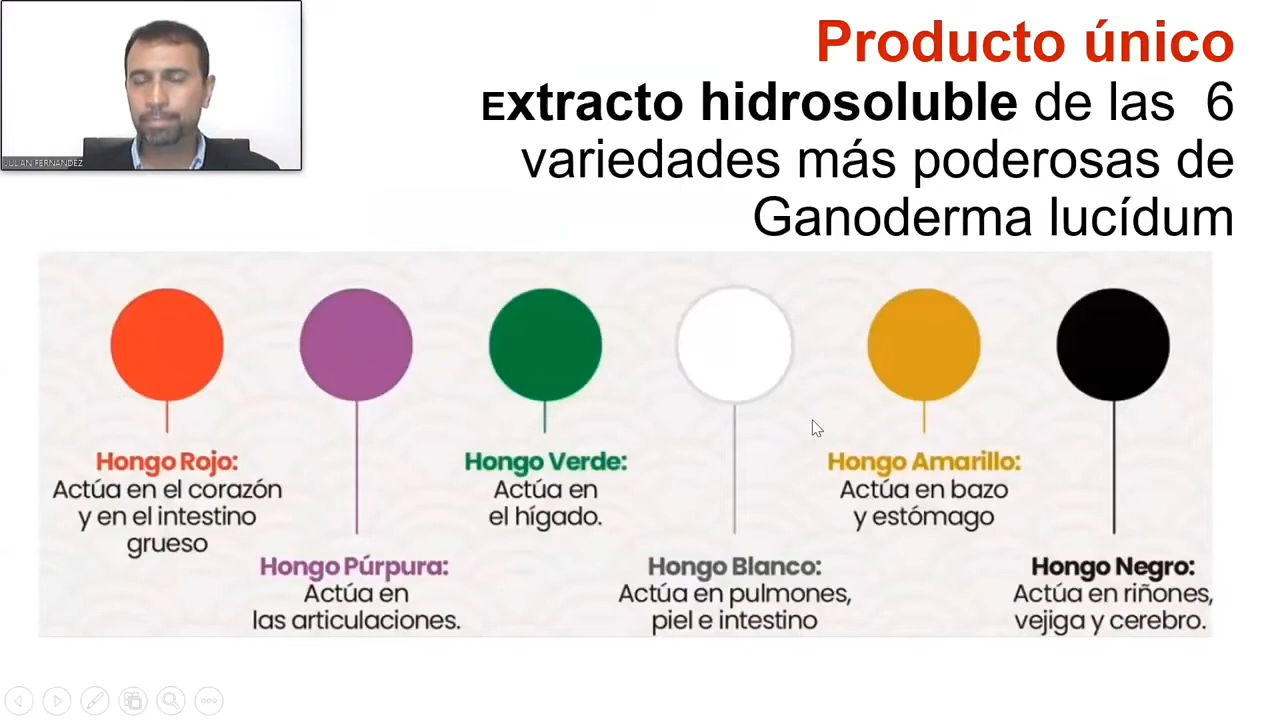 JULIAN FERNANDEZ
Producto único
Extracto hidrosoluble de las 6
variedades más poderosas de
Ganoderma lucídum
Hongo Rojo:
Actúa en el corazón
y en el intestino
grueso
Hongo Púrpura:
Actúa en
las articulaciones.
Hongo Verde:
Actúa en
el hígado.
Hongo Blanco:
Actúa en pulmones,
piel e intestino
Hongo Amarillo:
Actúa en bazo
y estómago
Hongo Negro:
Actúa en riñones,
vejiga y cerebro.